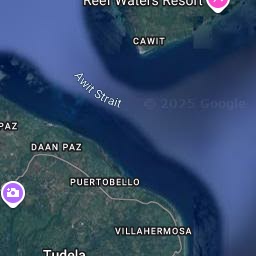 Reef Waters Resort
CAWIT
Awit Strait
© 2025 Google
PAZ
DAAN PAZ
PUERTOBELLO
VILLAHERMOSA
Tudela